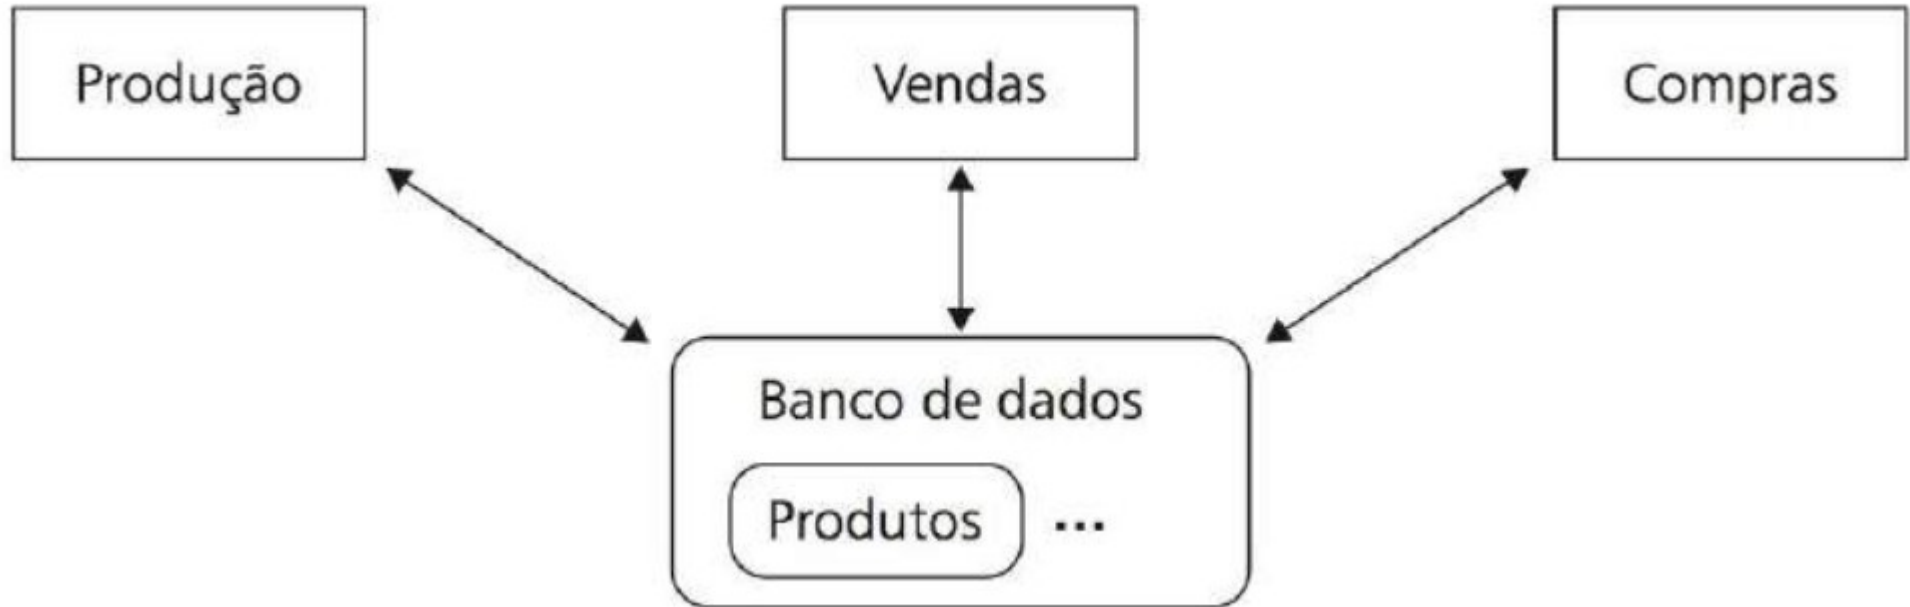 Produção
Vendas
Compras
Banco de dados
Produtos ...